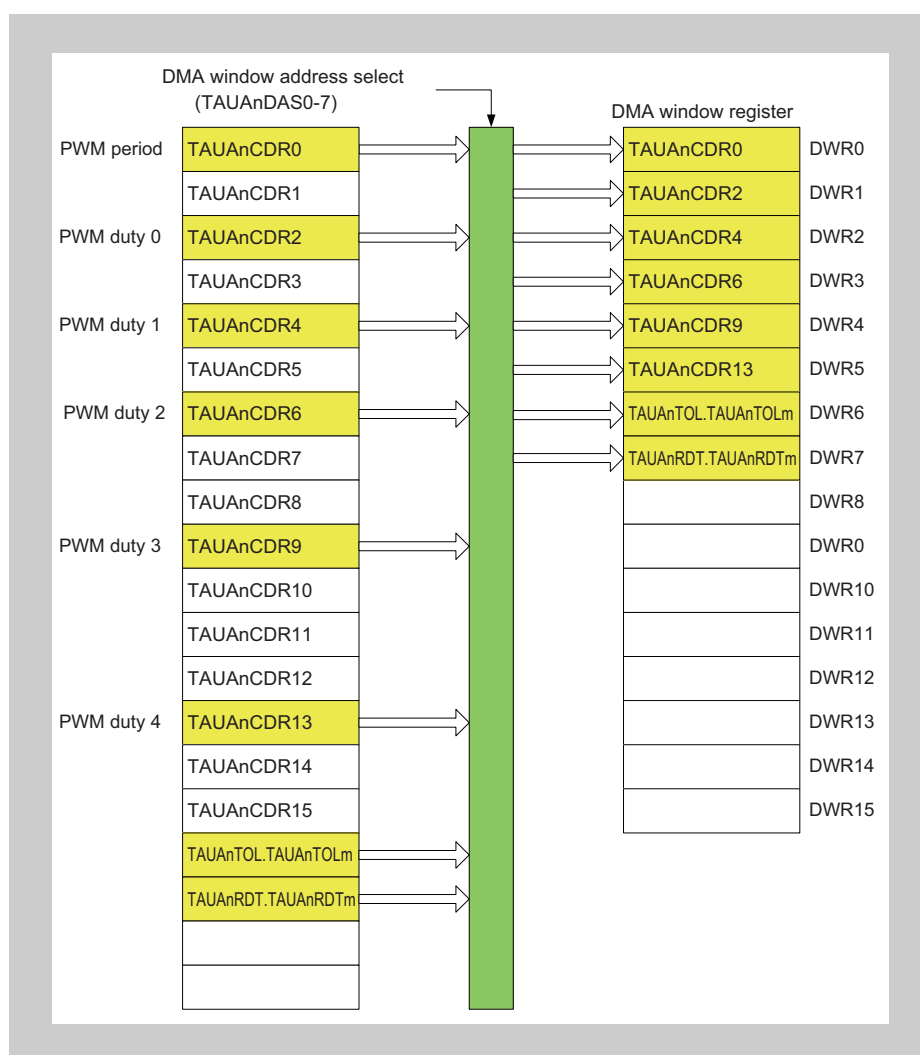 DMA window address select
(TAUAnDAS0-7)
DMA window register
PWM period TAUAnCDR0 TAUAnCDR0 DWR0
TAUAnCDR1 TAUAnCDR2 DWR1
PWM duty 0 TAUAnCDR2 TAUAnCDR4 DWR2
TAUAnCDR3 TAUAnCDR6 DWR3
PWM duty 1 TAUAnCDR4 TAUAnCDR9 DWR4
TAUAnCDR5 TAUAnCDR13 DWR5
PWM duty 2 TAUAnCDR6 TAUAnTOL.TAUAnTOLm DWR6
TAUAnCDR7 TAUAnRDT.TAUAnRDTm DWR7
TAUAnCDR8 DWR8
PWM duty 3 TAUAnCDR9 DWR0
TAUAnCDR10 DWR10
TAUAnCDR11 DWR11
TAUAnCDR12 DWR12
PWM duty 4 TAUAnCDR13 DWR13
TAUAnCDR14 DWR14
TAUAnCDR15 DWR15
TAUAnTOL.TAUAnTOLm
TAUAnRDT.TAUAnRDTm